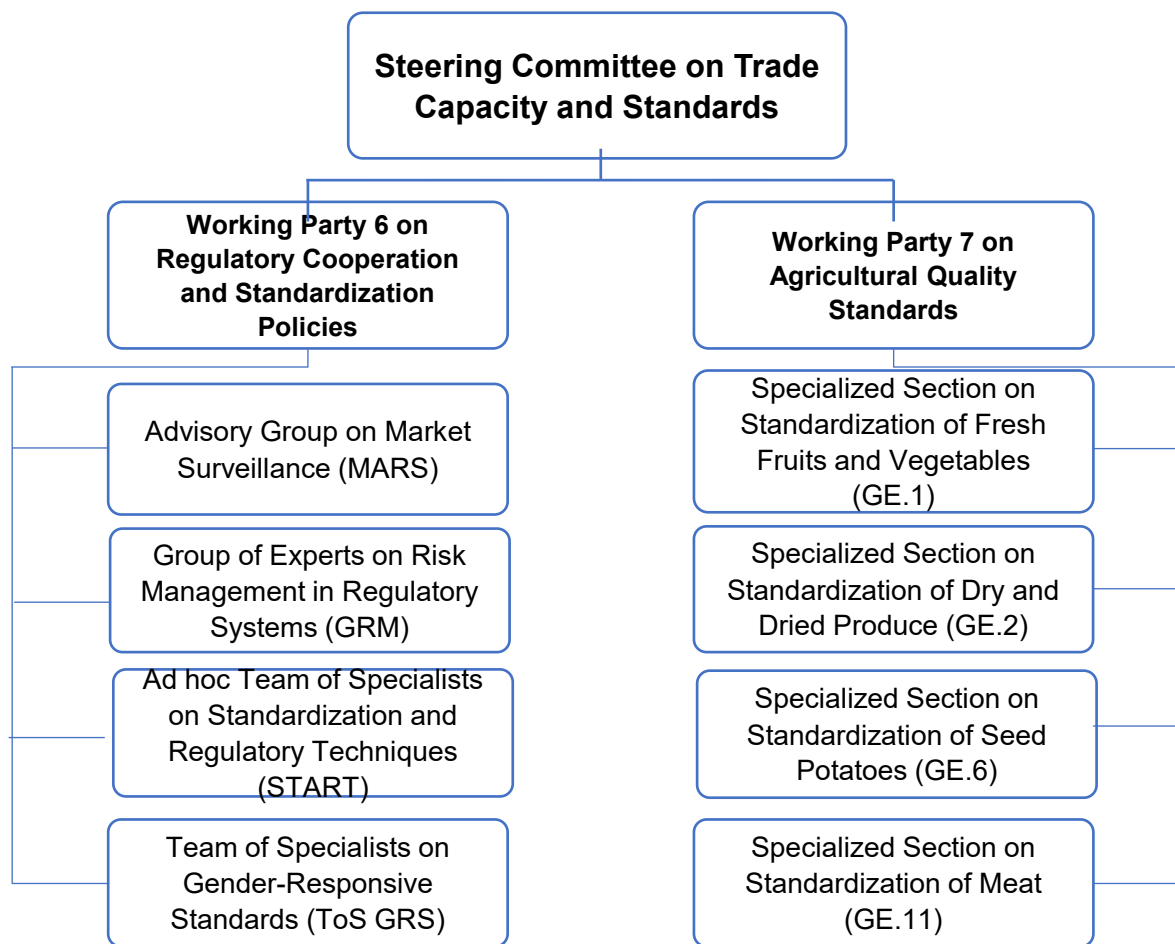 Steering Committee on Trade
Capacity and Standards
Working Party 6 on
Regulatory Cooperation
and Standardization
Policies
Advisory Group on Market
Surveillance (MARS)
Group of Experts on Risk
Management in Regulatory
Systems (GRM)
Ad hoc Team of Specialists
on Standardization and
Regulatory Techniques
(START)
Team of Specialists on
Gender-Responsive
Standards (ToS GRS)
Working Party 7 on
Agricultural Quality
Standards
Specialized Section on
Standardization of Fresh
Fruits and Vegetables
(GE.1)
Specialized Section on
Standardization of Dry and
Dried Produce (GE.2)
Specialized Section on
Standardization of Seed
Potatoes (GE.6)
Specialized Section on
Standardization of Meat
(GE.11)